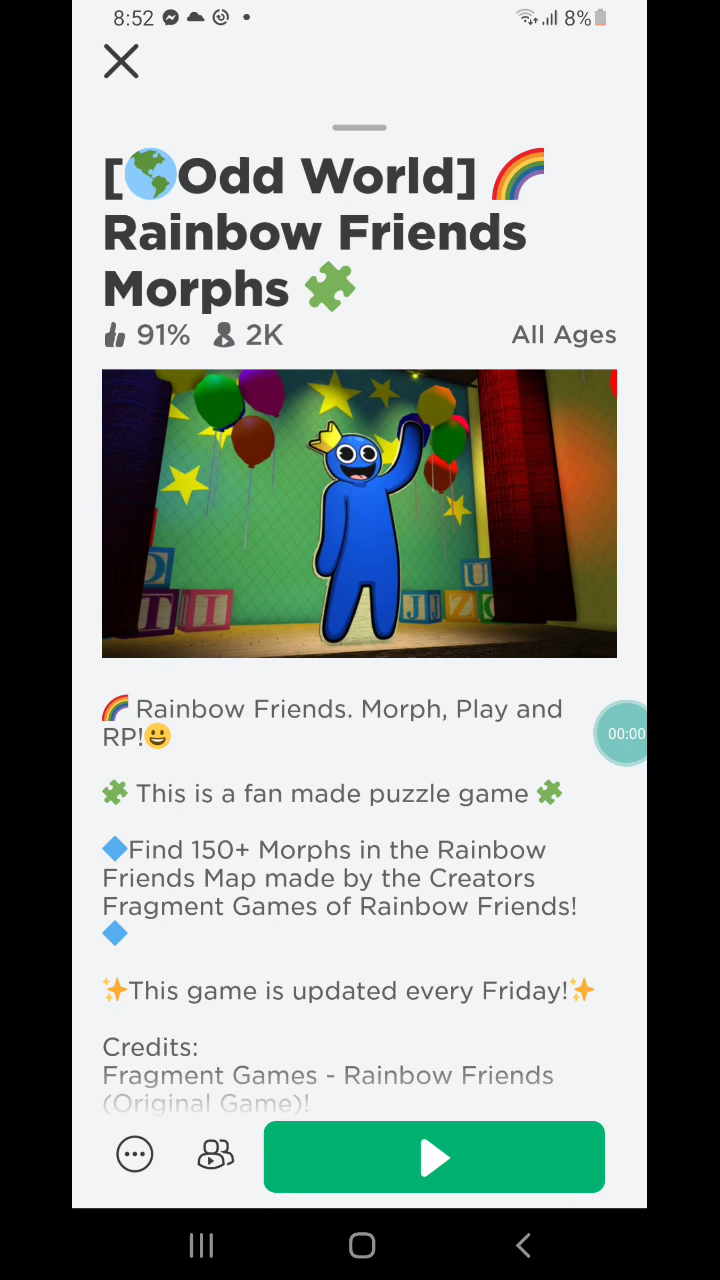 8:52 8%
[🌎Odd World] 🌈
Rainbow Friends
Morphs 🧩
91% 2K All Ages
🌈 Rainbow Friends. Morph, Play and
RP!😀
🧩 This is a fan made puzzle game 🧩
🔷Find 150+ Morphs in the Rainbow
Friends Map made by the Creators
Fragment Games of Rainbow Friends!
🔷
00:00
✨This game is updated every Friday!✨
Credits:
Fragment Games - Rainbow Friends
(Original Game)!